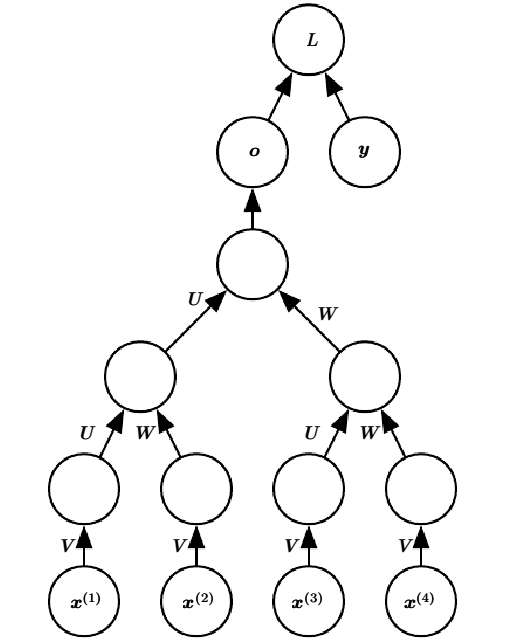 L
o y
U W
U W U W
V V V V
x(1) x(2) x(3) x(4)